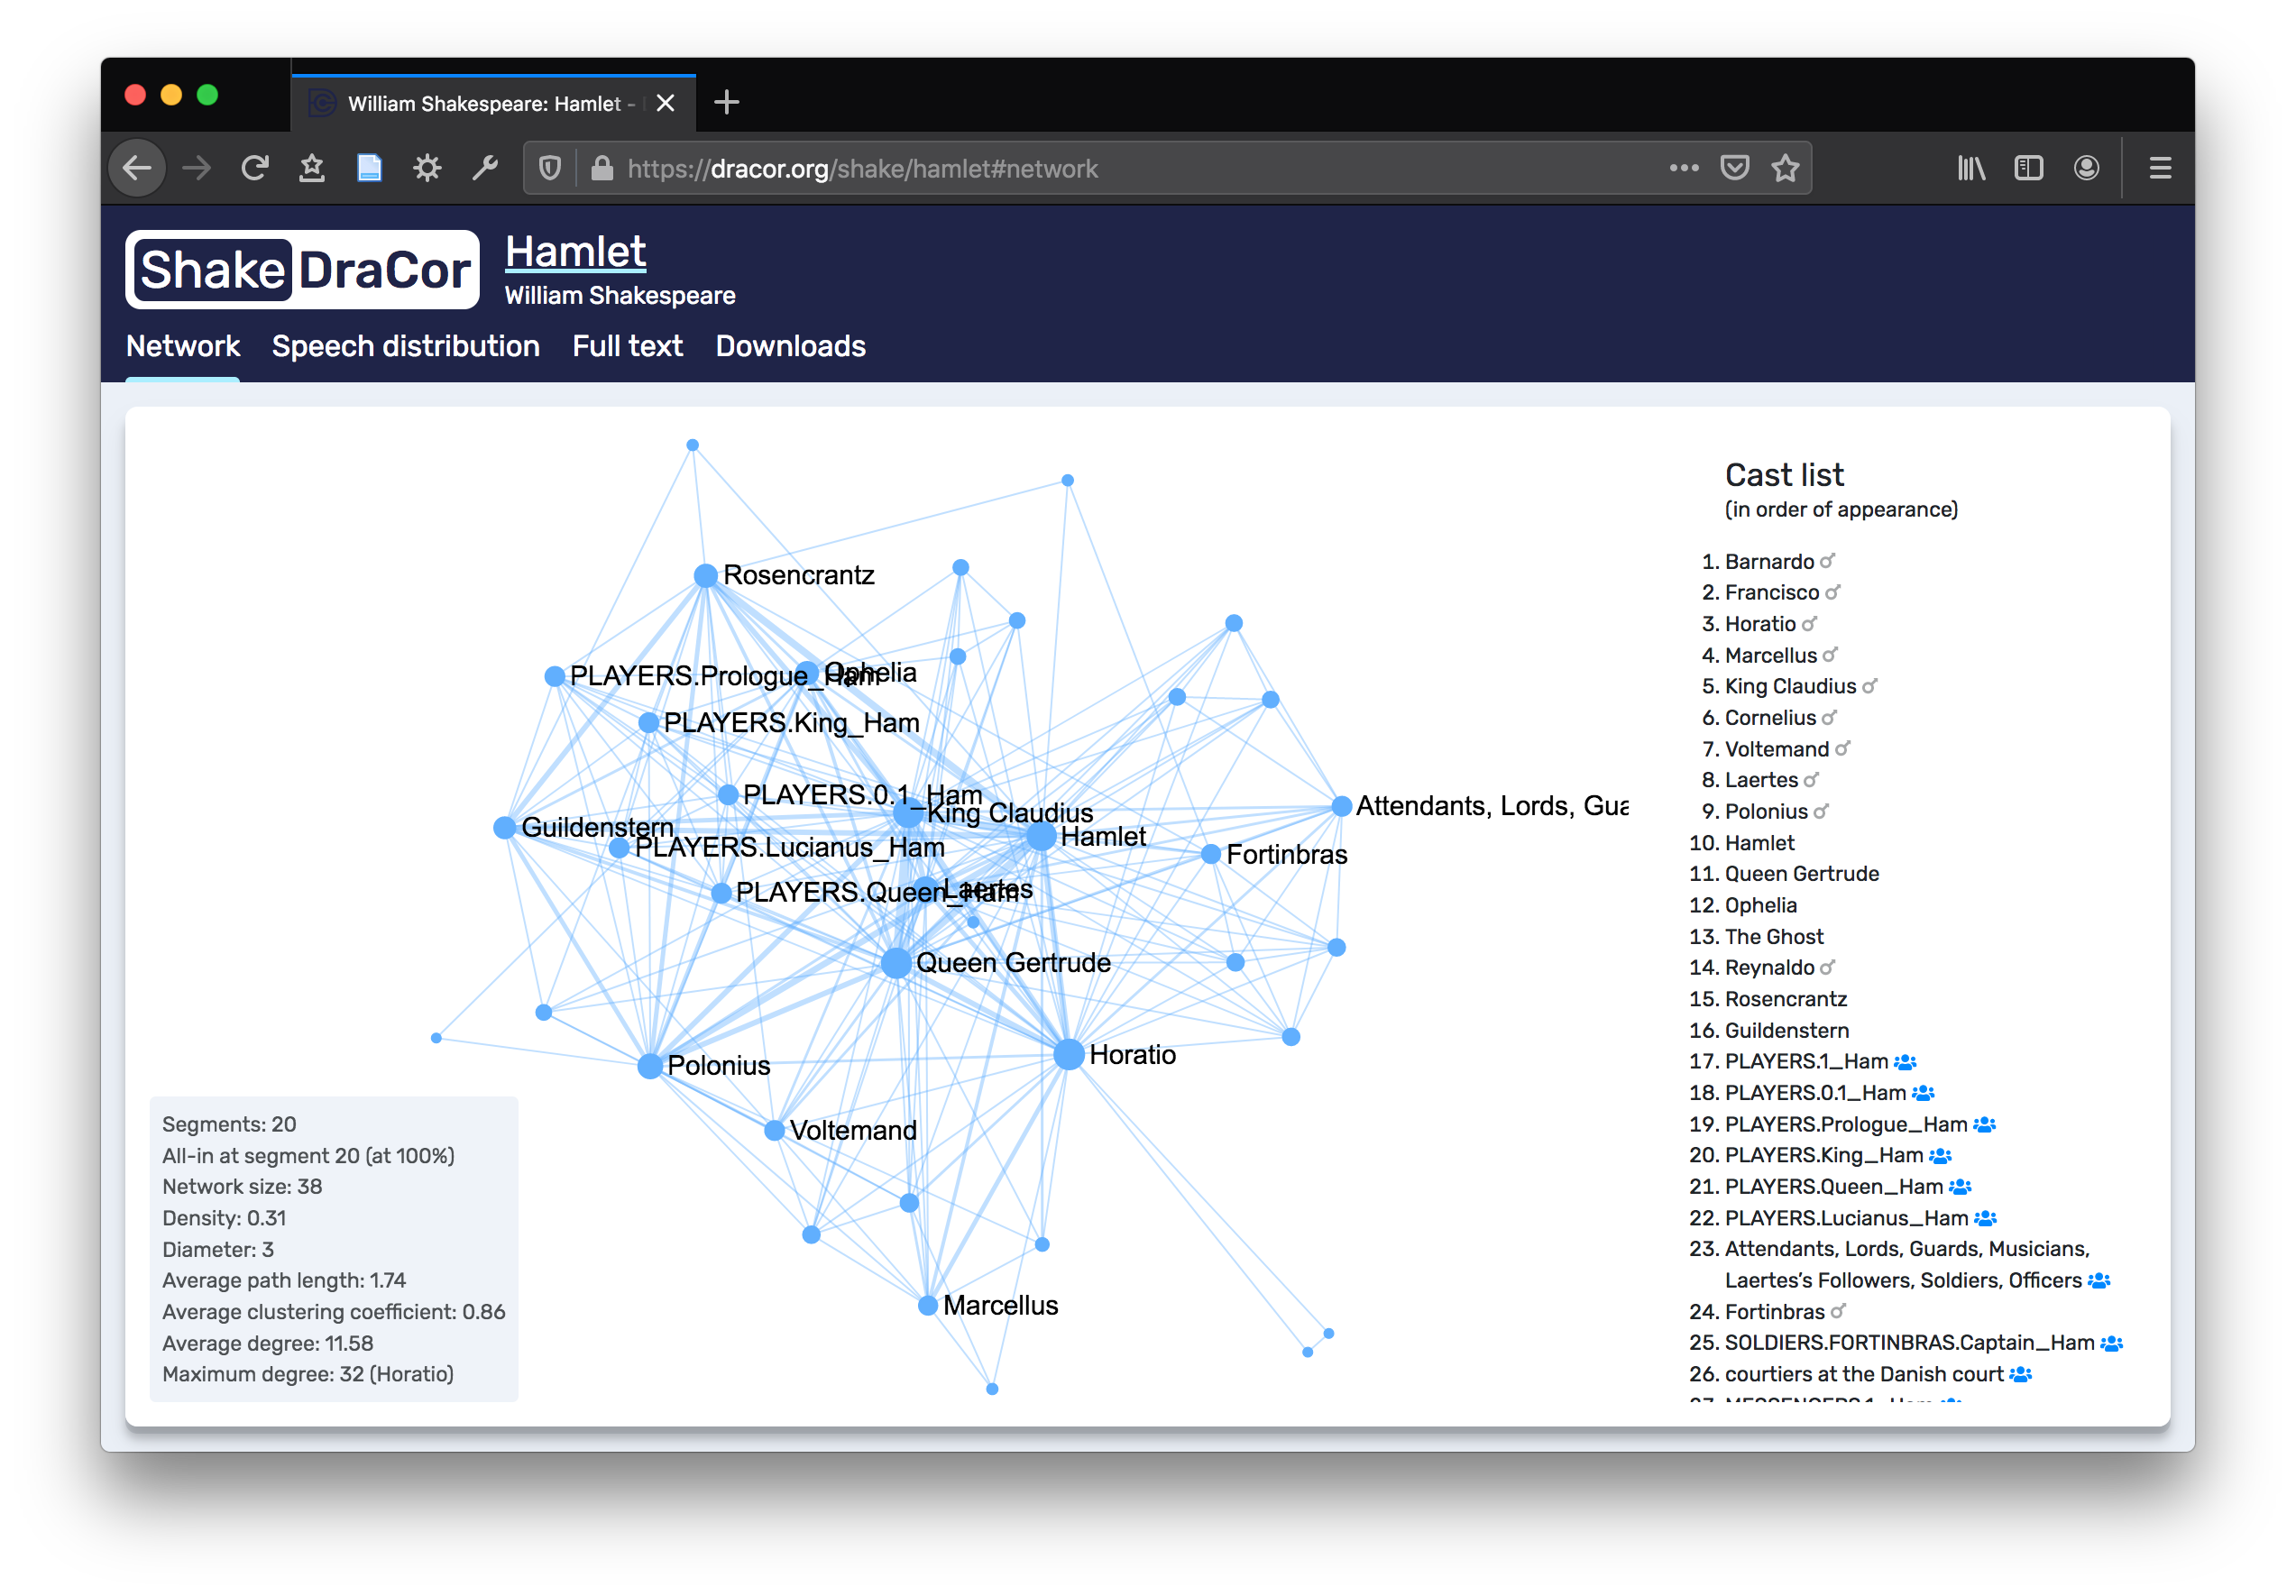 William Shakespeare: Hamlet -
https://dracor.org/shake/hamlet#network
Shake DraCor
Hamlet
William Shakespeare
Network Speech distribution Full text Downloads
Rosencrantz
PLAYERS.Prologue_Ham
Ophelia
PLAYERS.King_Ham
PLAYERS.0.1_Ham
King Claudius
Attendants, Lords, Gua
Guildenstern
Hamlet
PLAYERS.Lucianus_Ham
Fortinbras
PLAYERS.Queen_Ham
Laertes
Queen Gertrude
Horatio
Polonius
Voltemand
Marcellus
Segments: 20
All-in at segment 20 (at 100%)
Network size: 38
Density: 0.31
Diameter: 3
Average path length: 1.74
Average clustering coefficient: 0.86
Average degree: 11.58
Maximum degree: 32 (Horatio)
Cast list
(in order of appearance)
1. Barnardo
2. Francisco
3. Horatio
4. Marcellus
5. King Claudius
6. Cornelius
7. Voltemand
8. Laertes
9. Polonius
10. Hamlet
11. Queen Gertrude
12. Ophelia
13. The Ghost
14. Reynaldo
15. Rosencrantz
16. Guildenstern
17. PLAYERS.1_Ham
18. PLAYERS.0.1_Ham
19. PLAYERS.Prologue_Ham
20. PLAYERS.King_Ham
21. PLAYERS.Queen_Ham
22. PLAYERS.Lucianus_Ham
23. Attendants, Lords, Guards, Musicians,
Laertes’s Followers, Soldiers, Officers
24. Fortinbras
25. SOLDIERS.FORTINBRAS.Captain_Ham
26. courtiers at the Danish court